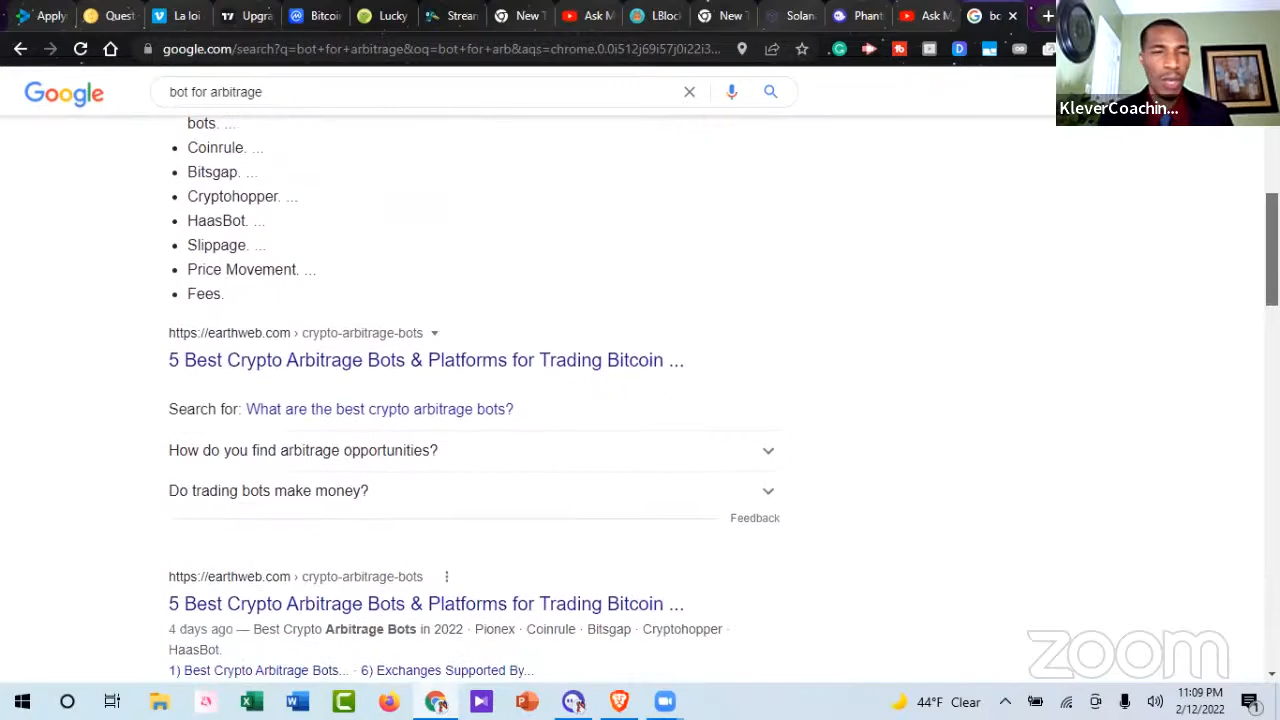 Apply
Quot
La loi
Undel
Bitcoi
Lucky
Stream
New T
Ask M
LBlock
New T
Solan
Phant
Ask M
bo
google.com/search?q=bot+for+arbitrage&oq=bot+for+arb&aqs=chrome.0.0i512j69i57j0i22i3...
Google
bot for arbitrage
KleverCoachin...
bots. ...
Coinrule. ...
Bitsgap. ...
Cryptohopper. ...
HaasBot. ...
Slippage. ...
Price Movement. ...
Fees.
https://earthweb.com › crypto-arbitrage-bots
5 Best Crypto Arbitrage Bots & Platforms for Trading Bitcoin ...
Search for: What are the best crypto arbitrage bots?
How do you find arbitrage opportunities?
Do trading bots make money?
Feedback
https://earthweb.com › crypto-arbitrage-bots
5 Best Crypto Arbitrage Bots & Platforms for Trading Bitcoin ...
4 days ago — Best Crypto Arbitrage Bots in 2022 · Pionex · Coinrule · Bitsgap · Cryptohopper ·
HaasBot.
1) Best Crypto Arbitrage Bots... · 6) Exchanges Supported By...
zoom
44°F Clear
11:09 PM
2/12/2022